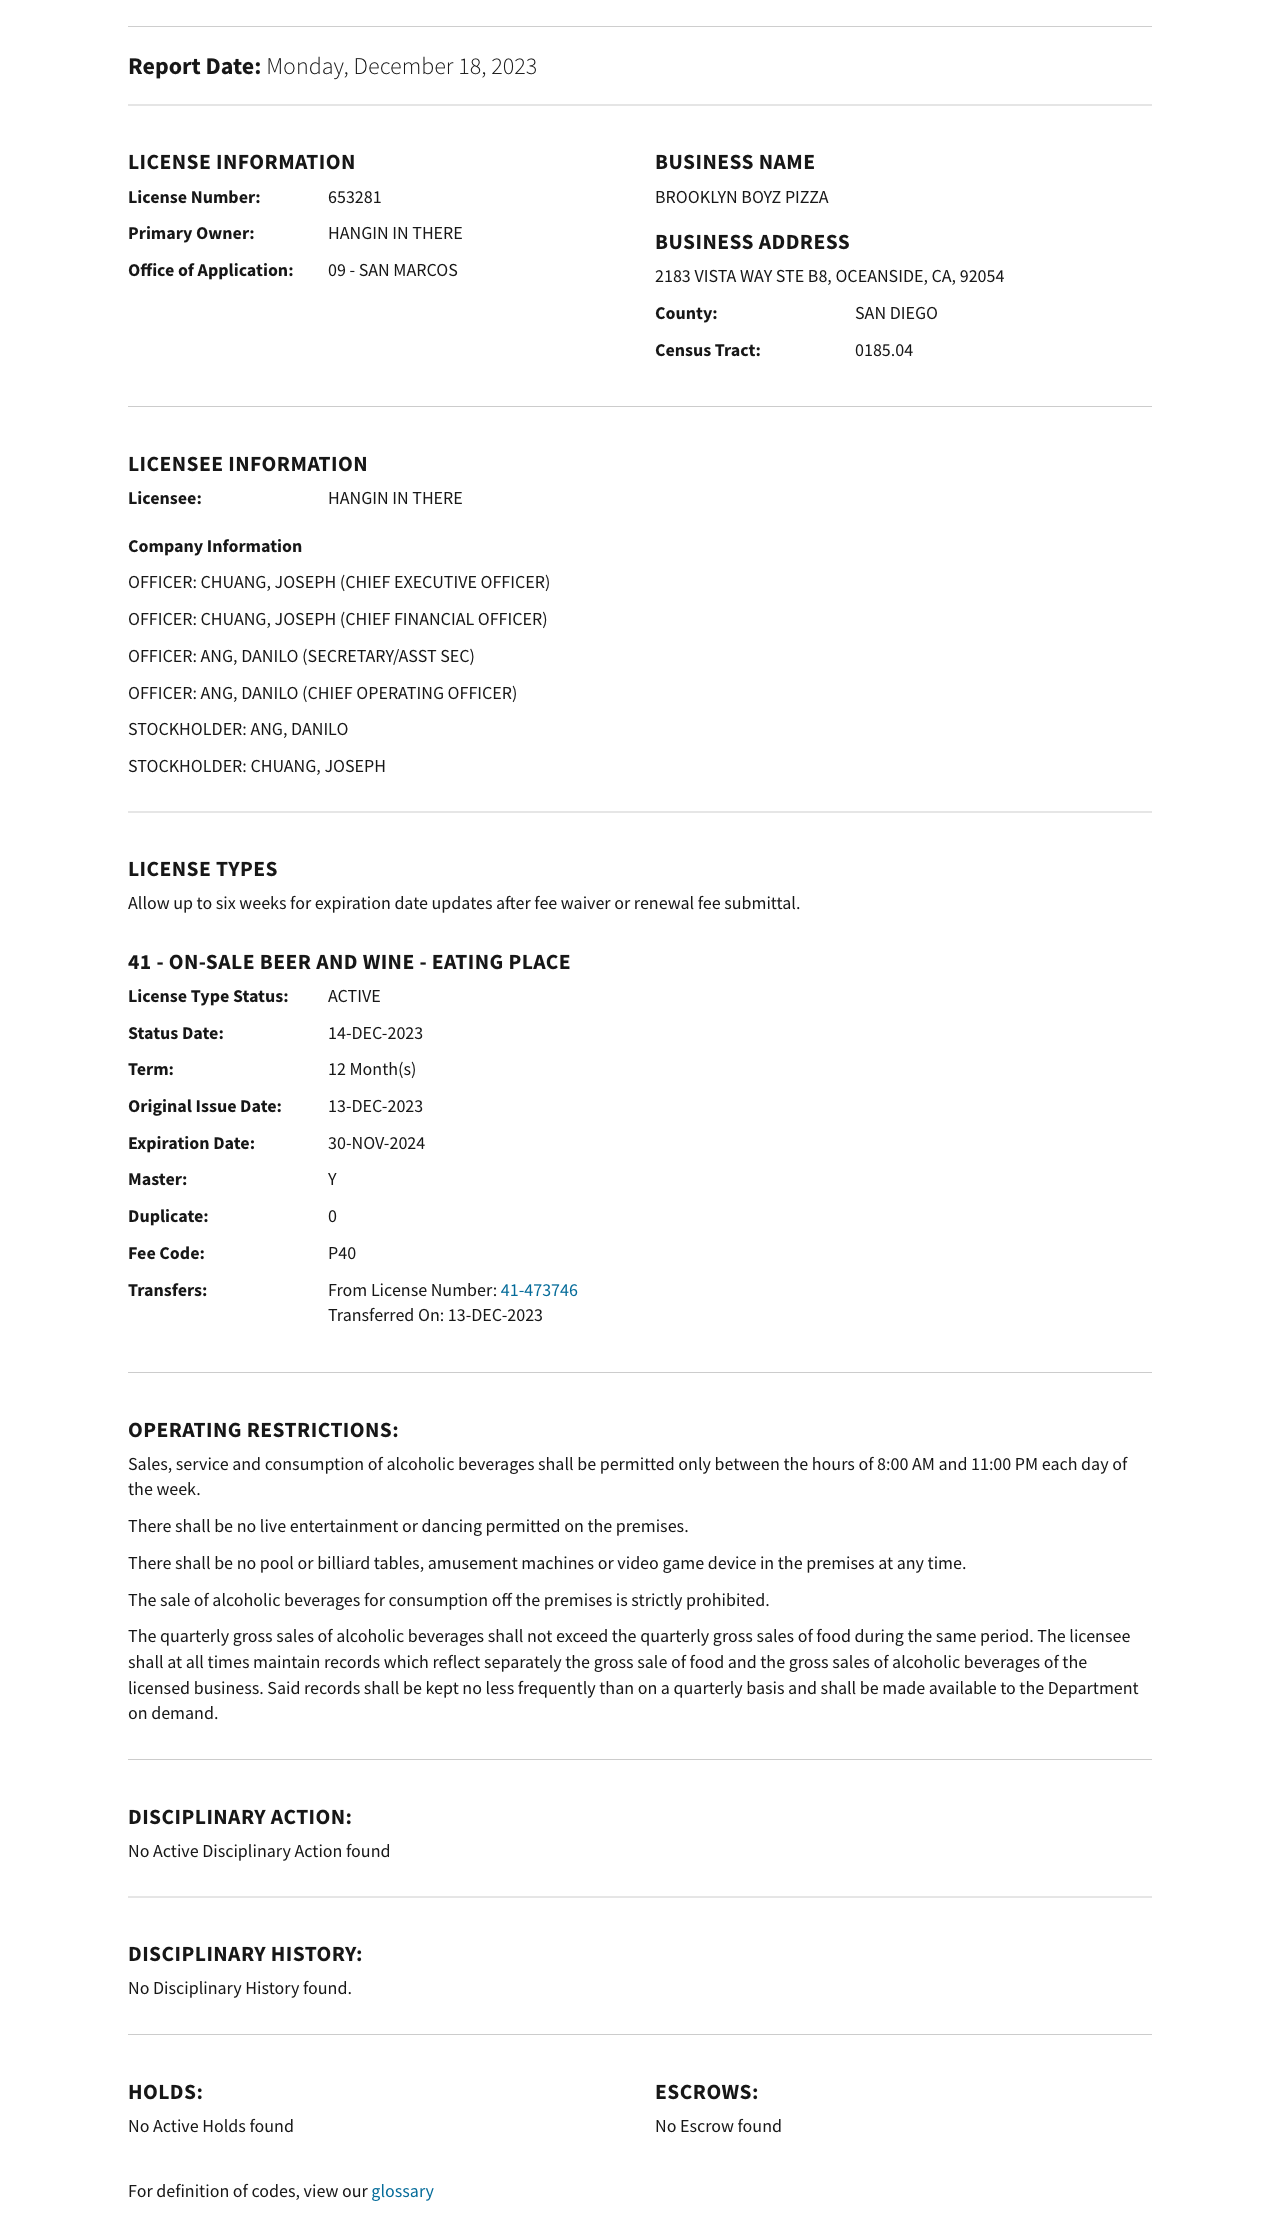 Report Date: Monday, December 18, 2023
LICENSE INFORMATION
License Number: 653281
Primary Owner: HANGIN IN THERE
Office of Application: 09 - SAN MARCOS
BUSINESS NAME
BROOKLYN BOYZ PIZZA
BUSINESS ADDRESS
2183 VISTA WAY STE B8, OCEANSIDE, CA, 92054
County: SAN DIEGO
Census Tract: 0185.04
LICENSEE INFORMATION
Licensee: HANGIN IN THERE
Company Information
OFFICER: CHUANG, JOSEPH (CHIEF EXECUTIVE OFFICER)
OFFICER: CHUANG, JOSEPH (CHIEF FINANCIAL OFFICER)
OFFICER: ANG, DANILO (SECRETARY/ASST SEC)
OFFICER: ANG, DANILO (CHIEF OPERATING OFFICER)
STOCKHOLDER: ANG, DANILO
STOCKHOLDER: CHUANG, JOSEPH
LICENSE TYPES
Allow up to six weeks for expiration date updates after fee waiver or renewal fee submittal.
41 - ON-SALE BEER AND WINE - EATING PLACE
License Type Status: ACTIVE
Status Date: 14-DEC-2023
Term: 12 Month(s)
Original Issue Date: 13-DEC-2023
Expiration Date: 30-NOV-2024
Master: Y
Duplicate: 0
Fee Code: P40
Transfers: From License Number: 41-473746
Transferred On: 13-DEC-2023
OPERATING RESTRICTIONS:
Sales, service and consumption of alcoholic beverages shall be permitted only between the hours of 8:00 AM and 11:00 PM each day of
the week.
There shall be no live entertainment or dancing permitted on the premises.
There shall be no pool or billiard tables, amusement machines or video game device in the premises at any time.
The sale of alcoholic beverages for consumption off the premises is strictly prohibited.
The quarterly gross sales of alcoholic beverages shall not exceed the quarterly gross sales of food during the same period. The licensee
shall at all times maintain records which reflect separately the gross sale of food and the gross sales of alcoholic beverages of the
licensed business. Said records shall be kept no less frequently than on a quarterly basis and shall be made available to the Department
on demand.
DISCIPLINARY ACTION:
No Active Disciplinary Action found
DISCIPLINARY HISTORY:
No Disciplinary History found.
HOLDS:
No Active Holds found
ESCROWS:
No Escrow found
For definition of codes, view our glossary